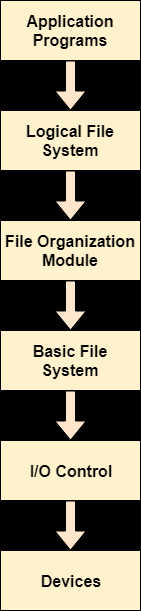 Application
Programs
Logical File
System
File Organization
Module
Basic File
System
I/O Control
Devices